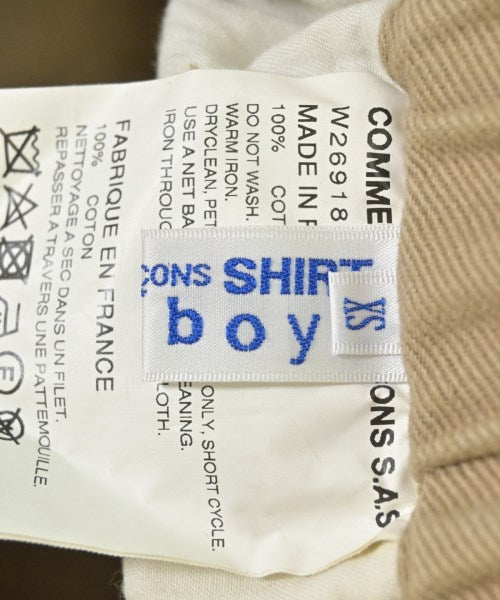 COMME
ONS S.A.S
W26918
MADE IN F
100% COT
DO NOT WASH.
WARM IRON.
DRYCLEAN, PET
ONLY, SHORT CYCLE.
USE A NET BA
EANING.
IRON THROUG
LOTH.
FABRIQUE EN FRANCE
100% COTON
NETTOYAGE A SEC DANS UN FILET.
REPASSER A TRAVERS UNE PATTEMOUILLE.
F
ÇONS SHIRT
boy
XS